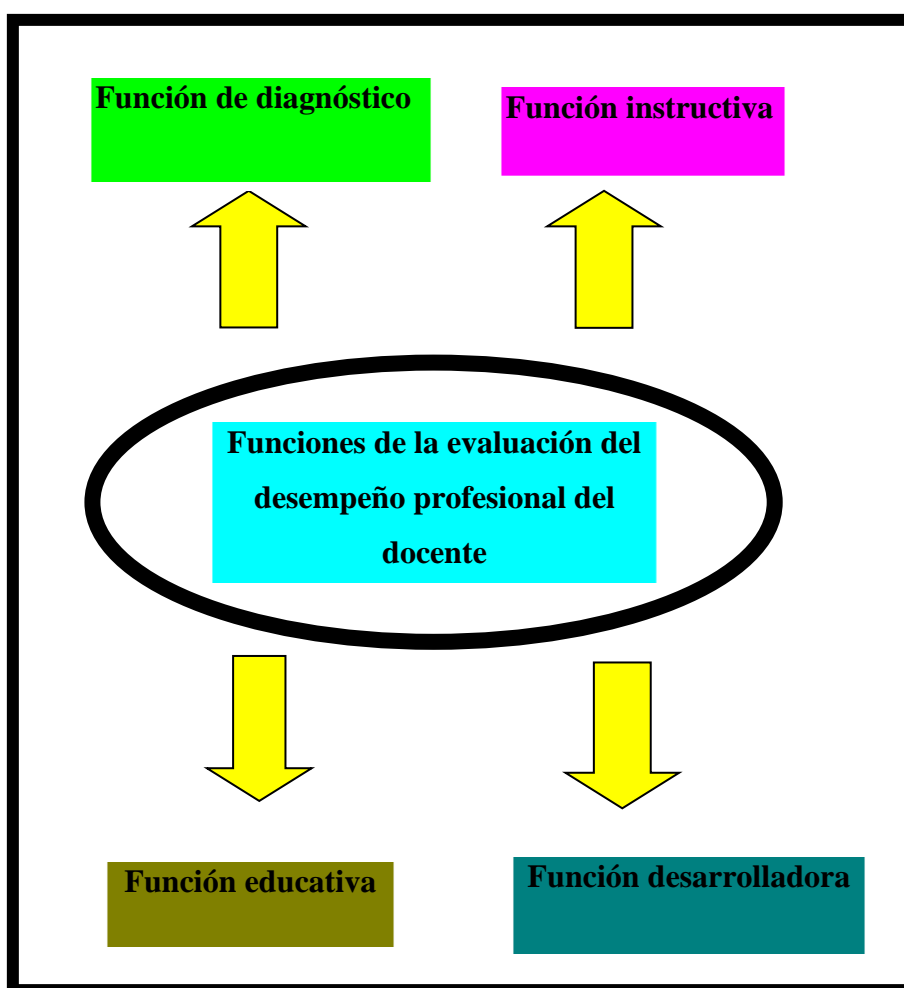 Función de diagnóstico
Función instructiva
Funciones de la evaluación del
desempeño profesional del
docente
Función educativa
Función desarrolladora